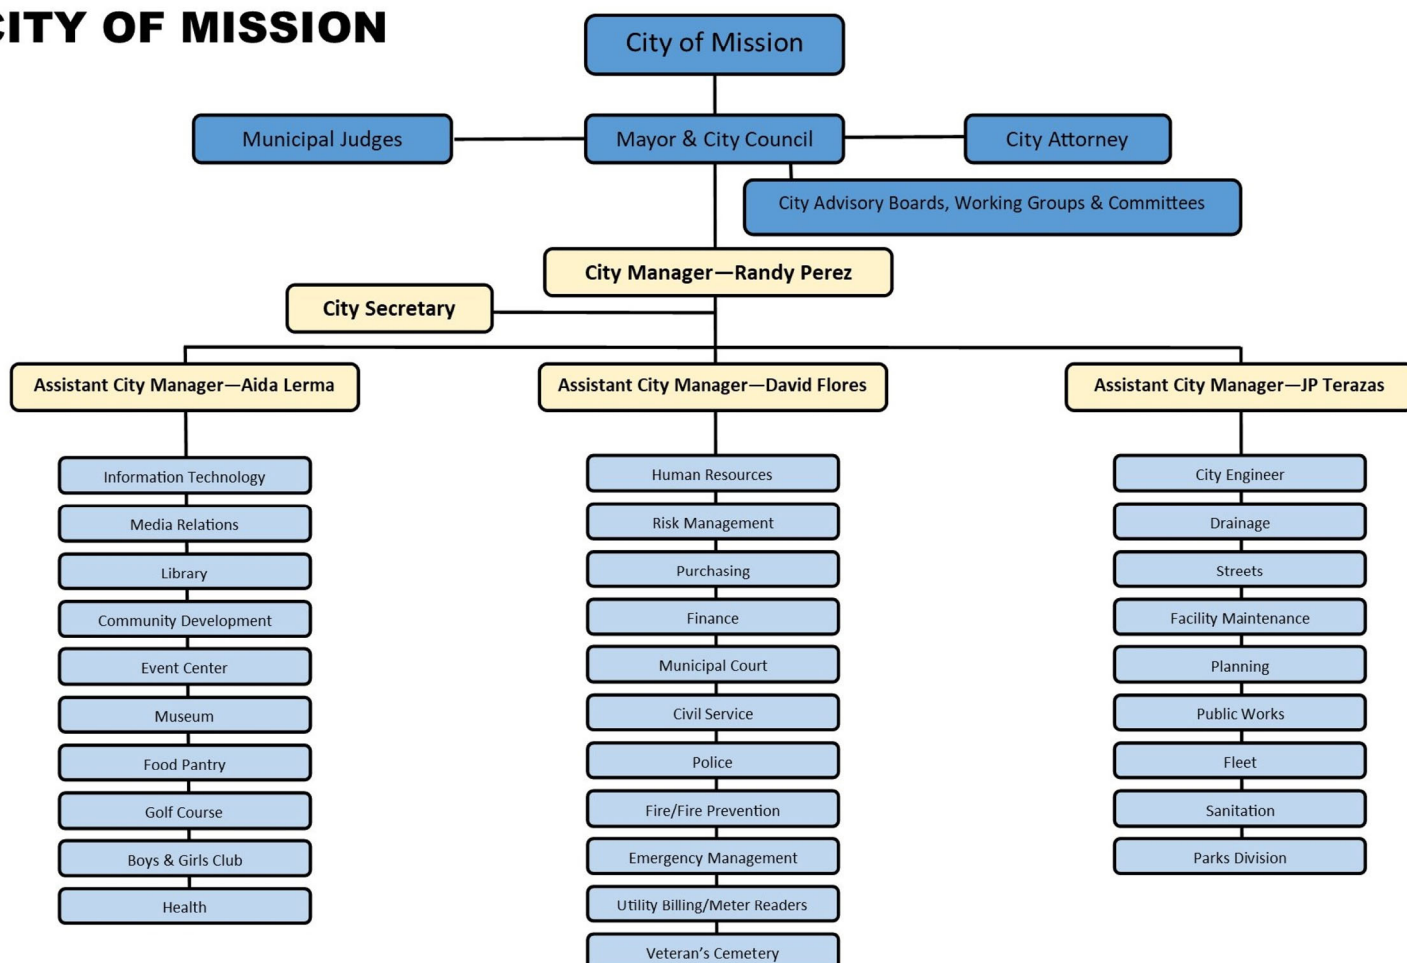 CITY OF MISSION
City of Mission
Municipal Judges
Mayor & City Council
City Attorney
City Advisory Boards, Working Groups & Committees
City Manager—Randy Perez
City Secretary
Assistant City Manager—Aida Lerma
Assistant City Manager—David Flores
Assistant City Manager—JP Terazas
Information Technology
Media Relations
Library
Community Development
Event Center
Museum
Food Pantry
Golf Course
Boys & Girls Club
Health
Human Resources
Risk Management
Purchasing
Finance
Municipal Court
Civil Service
Police
Fire/Fire Prevention
Emergency Management
Utility Billing/Meter Readers
Veteran’s Cemetery
City Engineer
Drainage
Streets
Facility Maintenance
Planning
Public Works
Fleet
Sanitation
Parks Division